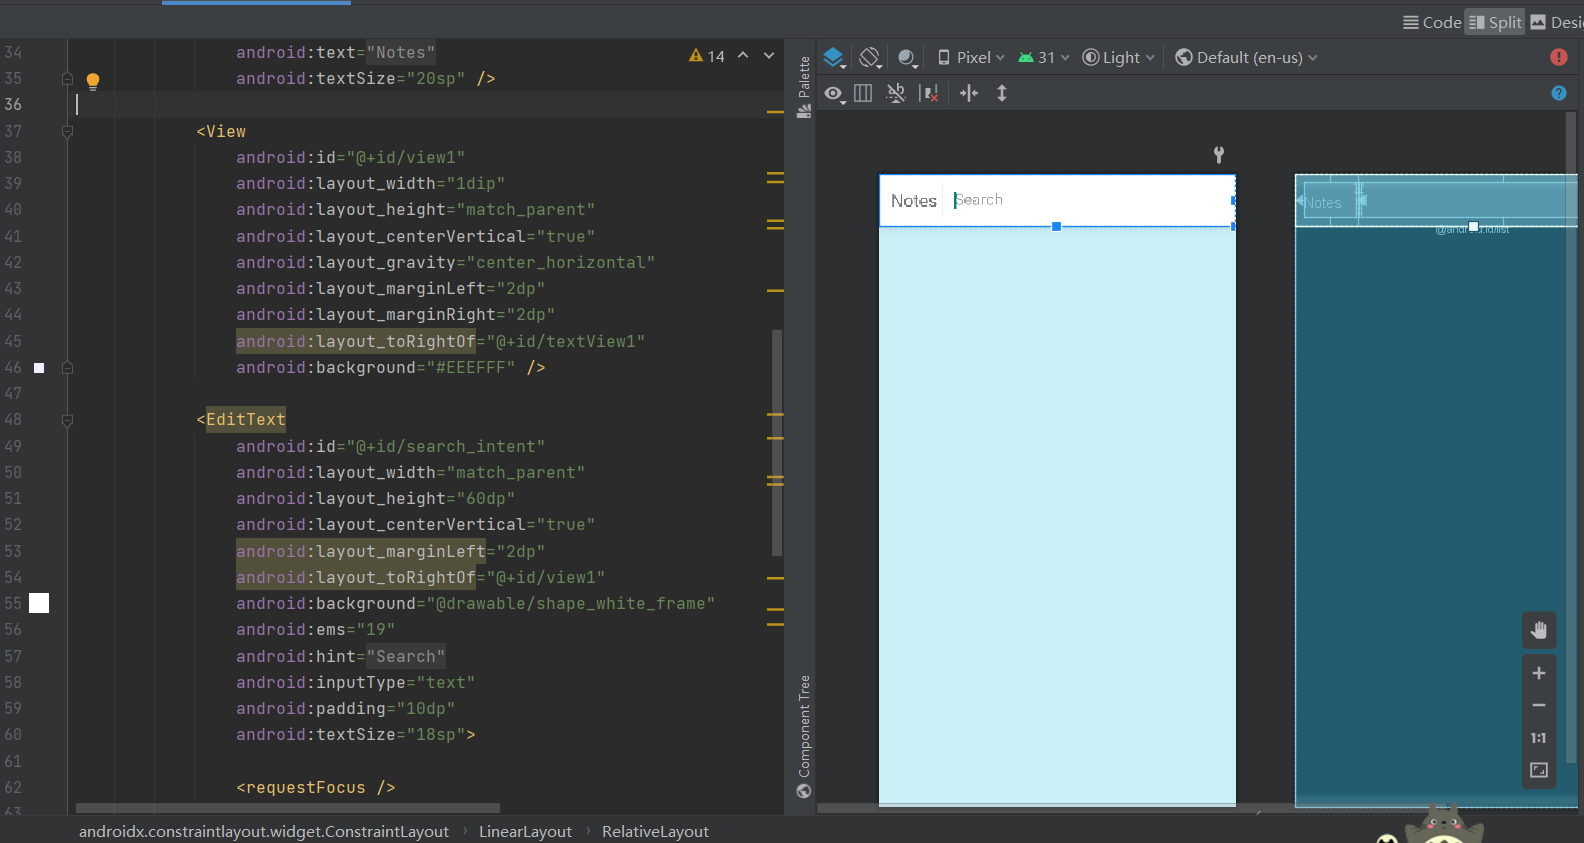 Code
Split
34 android:text="Notes"
14
35 android:textSize="20sp" />
36
37 <View
38 android:id="@+id/view1"
39 android:layout_width="1dip"
40 android:layout_height="match_parent"
41 android:layout_centerVertical="true"
42 android:layout_gravity="center_horizontal"
43 android:layout_marginLeft="2dp"
44 android:layout_marginRight="2dp"
45 android:layout_toRightOf="@+id/textView1"
46 android:background="#EEEFFF" />
47
48 <EditText
49 android:id="@+id/search_intent"
50 android:layout_width="match_parent"
51 android:layout_height="60dp"
52 android:layout_centerVertical="true"
53 android:layout_marginLeft="2dp"
54 android:layout_toRightOf="@+id/view1"
55 android:background="@drawable/shape_white_frame"
56 android:ems="19"
57 android:hint="Search"
58 android:inputType="text"
59 android:padding="10dp"
60 android:textSize="18sp">
61
62 <requestFocus />
63
Palette
Component Tree
Pixel
31
Light
Default (en-us)
Notes
Search
Notes
1:1
androidx.constraintlayout.widget.ConstraintLayout › LinearLayout › RelativeLayout